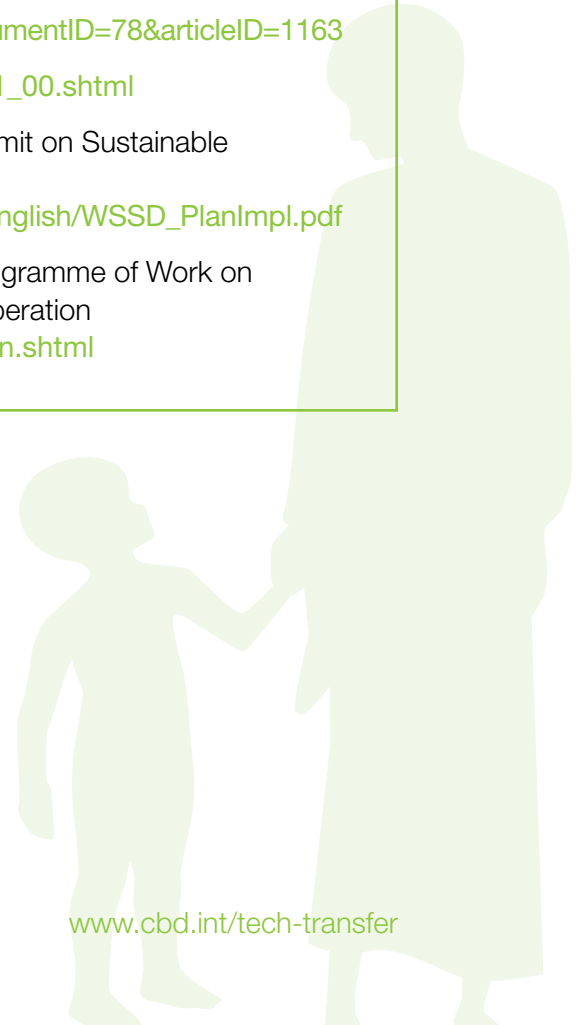 umentID=78&articleID=1163
_00.shtml
mit on Sustainable
nglish/WSSD_PlanImpl.pdf
gramme of Work on
peration
n.shtml
www.cbd.int/tech-transfer